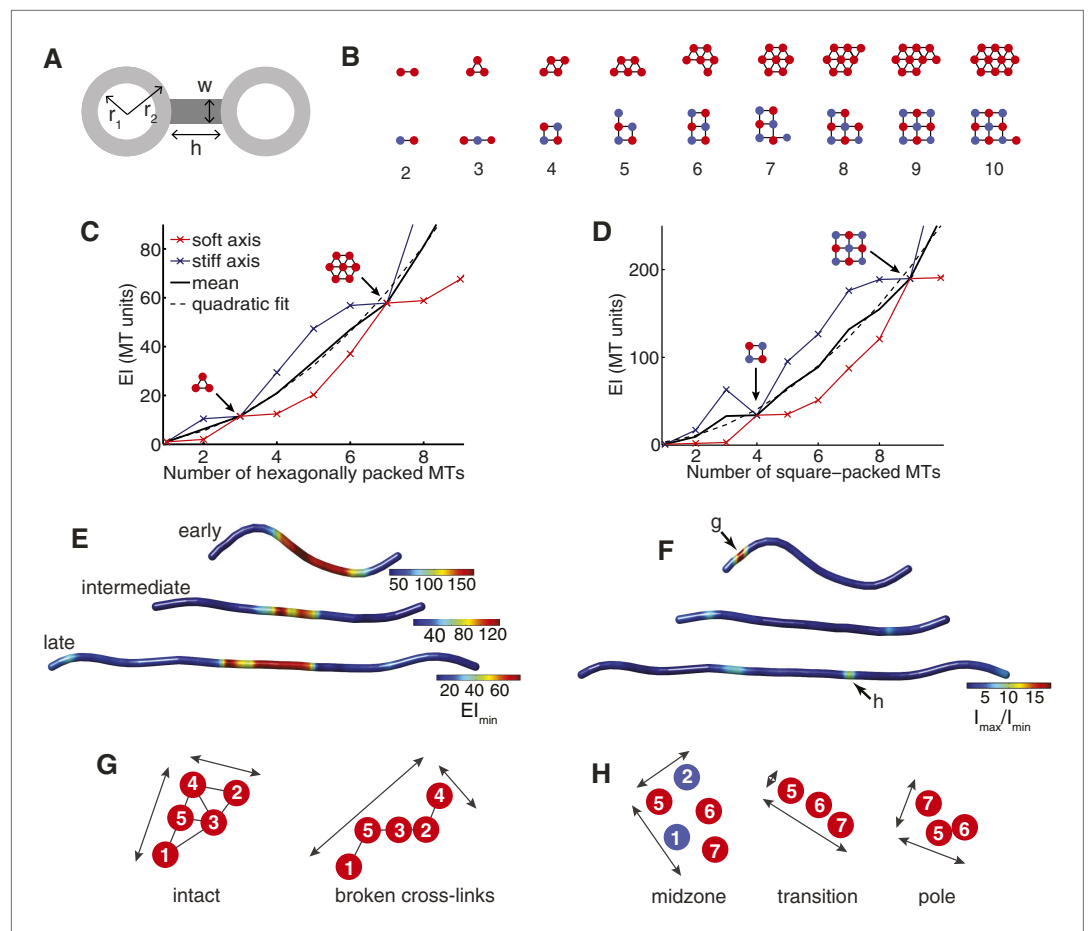 A
r1
r2
w
h
B
2 3 4 5 6 7 8 9 10
C
EI (MT units)
80
60
40
20
0
soft axis
stiff axis
mean
quadratic fit
2 4 6 8
Number of hexagonally packed MTs
D
EI (MT units)
200
100
0
2 4 6 8
Number of square-packed MTs
E
early
50 100 150
intermediate
40 80 120
late
20 40 60
EImin
F
g
h
5 10 15
Imax/Imin
G
4 2 5 3 1
intact
4 5 3 2 1
broken cross-links
H
2 5 6 1 7
midzone
5 6 7
transition
7 5 6
pole